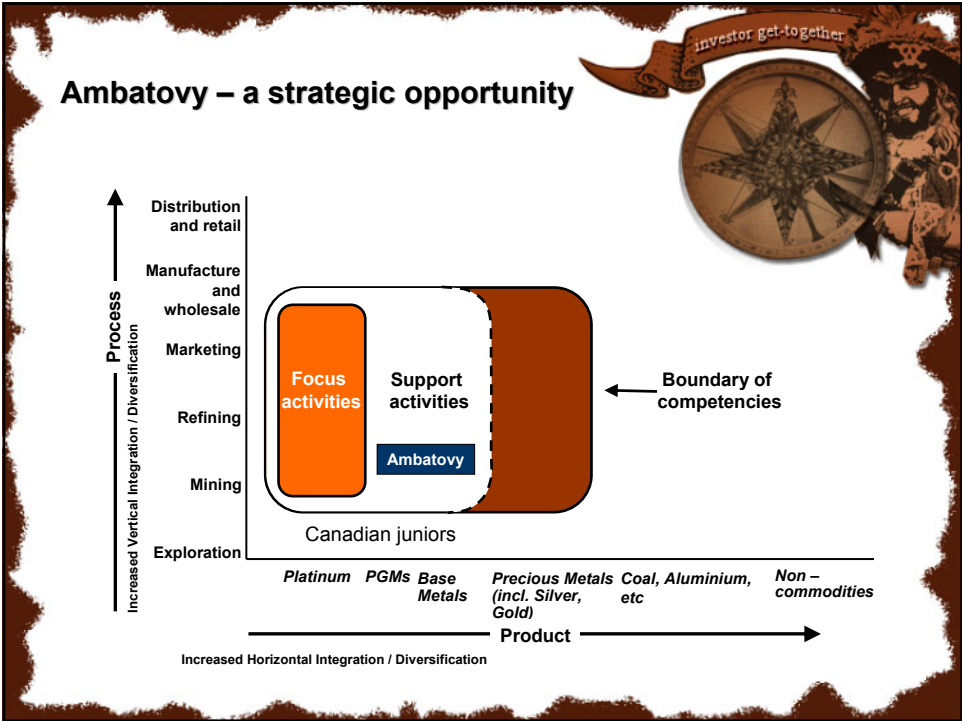 investor get-together
Ambatovy – a strategic opportunity
Distribution
and retail
Manufacture
and
wholesale
Marketing
Refining
Mining
Exploration
Process
Increased Vertical Integration / Diversification
Focus
activities
Support
activities
Ambatovy
Boundary of
competencies
Canadian juniors
Platinum
PGMs
Base
Metals
Precious Metals
(incl. Silver,
Gold)
Coal, Aluminium,
etc
Non –
commodities
Product
Increased Horizontal Integration / Diversification